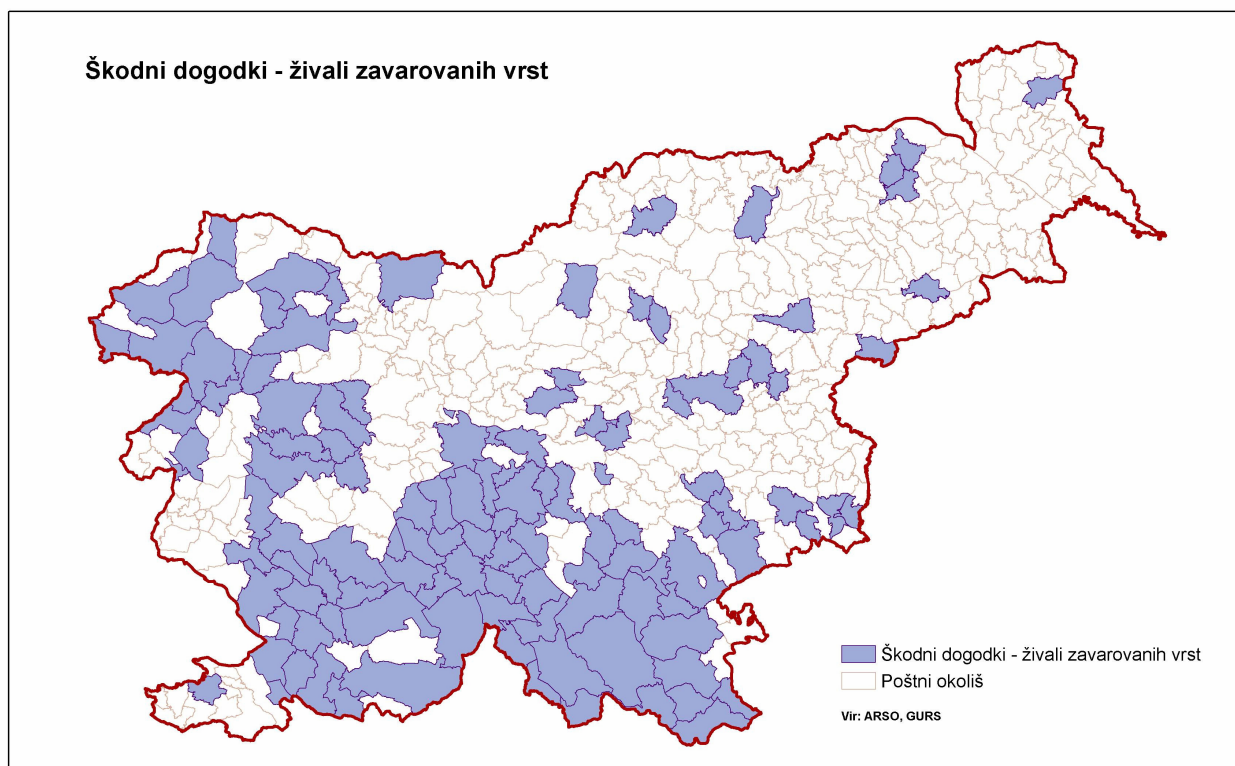 Škodni dogodki - živali zavarovanih vrst
Škodni dogodki - živali zavarovanih vrst
Poštni okoliš
Vir: ARSO, GURS